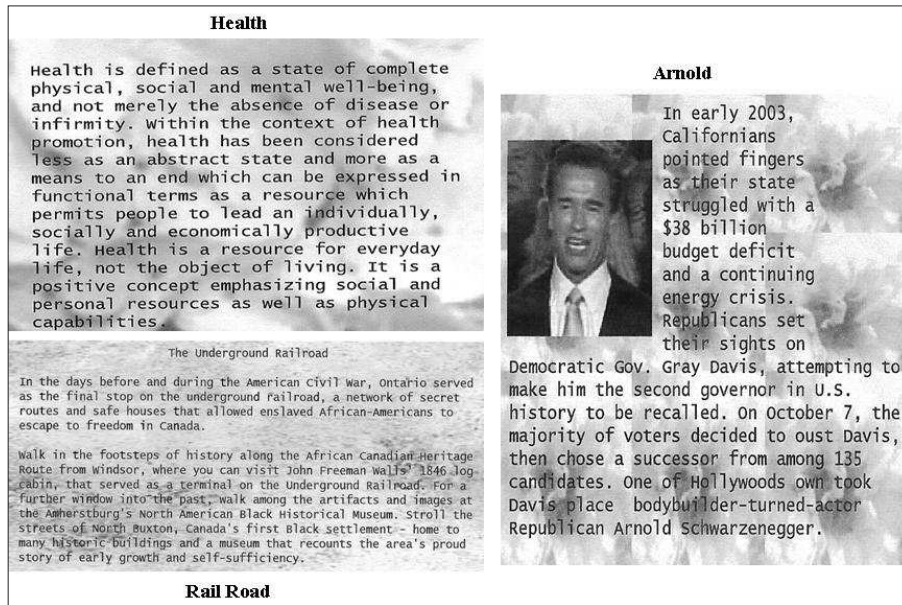 Health
Health is defined as a state of complete
physical, social and mental well-being,
and not merely the absence of disease or
infirmity. Within the context of health
promotion, health has been considered
less as an abstract state and more as a
means to an end which can be expressed in
functional terms as a resource which
permits people to lead an individually,
socially and economically productive
life. Health is a resource for everyday
life, not the object of living. It is a
positive concept emphasizing social and
personal resources as well as physical
capabilities.
The Underground Railroad
In the days before and during the American Civil War, Ontario served
as the final stop on the underground railroad, a network of secret
routes and safe houses that allowed enslaved African-Americans to
escape to freedom in Canada.
Walk in the footsteps of history along the African Canadian Heritage
Route from Windsor, where you can visit John Freeman Walls' 1846 log
cabin, that served as a terminal on the Underground Railroad. For a
further window into the past, walk among the artifacts and images at
the Amherstburg's North American Black Historical Museum. Stroll the
streets of North Buxton, Canada's first Black settlement - home to
many historic buildings and a museum that recounts the area's proud
story of early growth and self-sufficiency.
Rail Road
Arnold
In early 2003,
Californians
pointed fingers
as their state
struggled with a
$38 billion
budget deficit
and a continuing
energy crisis.
Republicans set
their sights on
Democratic Gov. Gray Davis, attempting to
make him the second governor in U.S.
history to be recalled. On October 7, the
majority of voters decided to oust Davis,
then chose a successor from among 135
candidates. One of Hollywoods own took
Davis place bodybuilder-turned-actor
Republican Arnold Schwarzenegger.